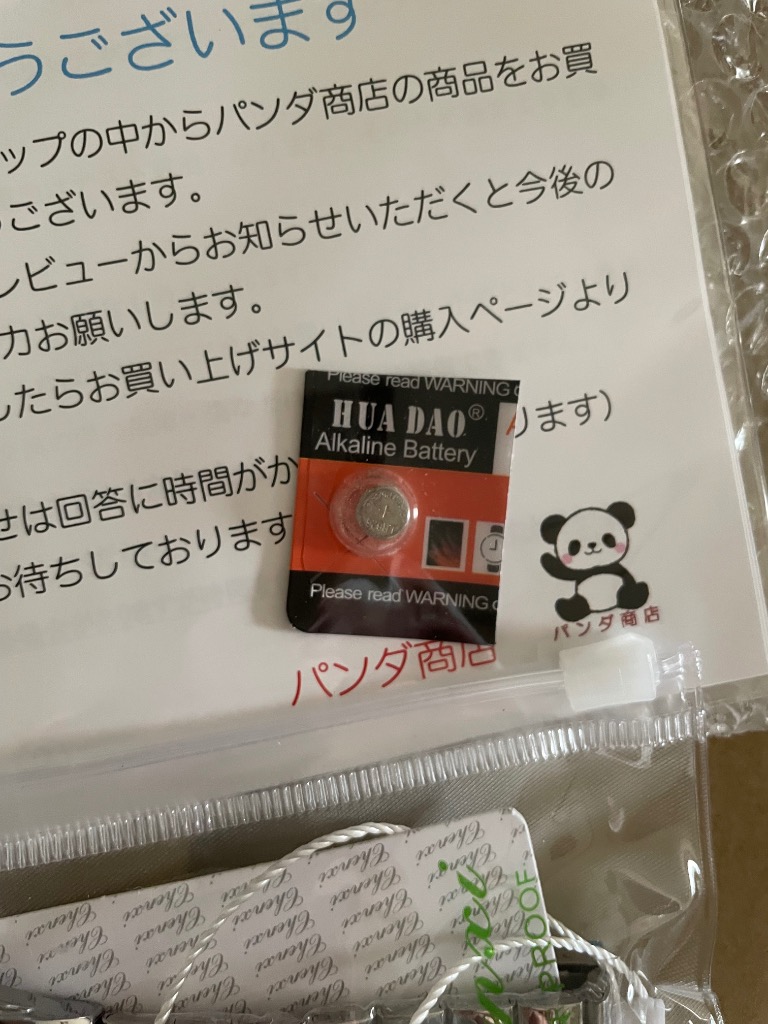 うございます
ップの中からパンダ商店の商品をお買
うございます。
レビューからお知らせいただくと今後の
力お願いします。
したらお買い上げサイトの購入ページより
ります）
せは回答に時間がか
お待ちしております
Please read WARNING
HUA DAO®
Alkaline Battery
+
Please read WARNING
パンダ商店
パンダ商店
Chenxi Chenxi Chenxi Chenxi
PROOF